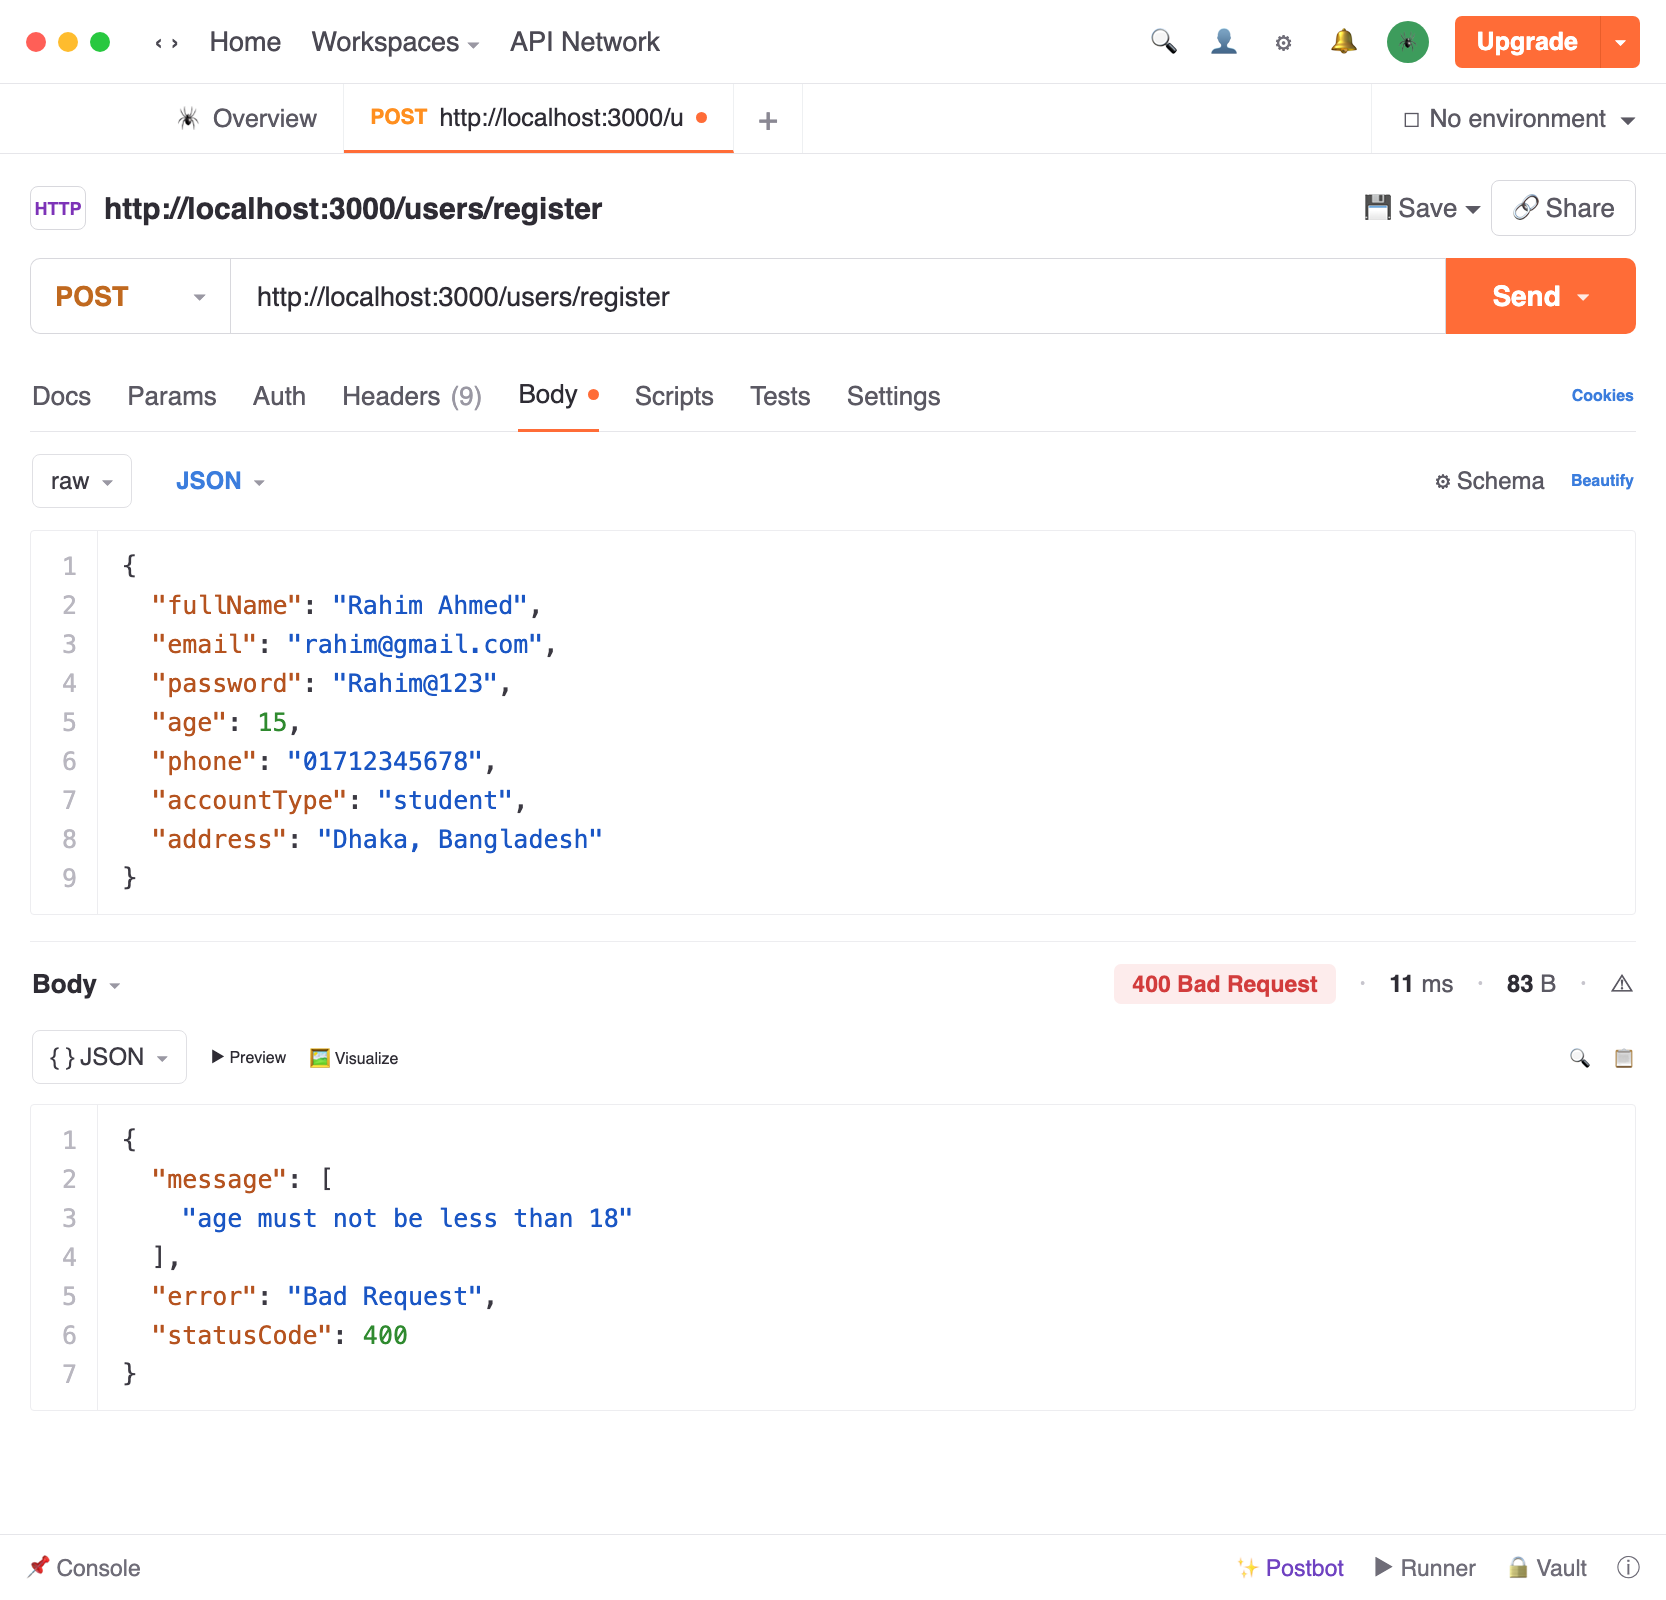 ‹ › Home Workspaces API Network Upgrade
Overview POST http://localhost:3000/u + No environment
HTTP http://localhost:3000/users/register Save Share
POST http://localhost:3000/users/register Send
Docs Params Auth Headers (9) Body Scripts Tests Settings Cookies
raw JSON Schema Beautify
1 {
2 "fullName": "Rahim Ahmed",
3 "email": "rahim@gmail.com",
4 "password": "Rahim@123",
5 "age": 15,
6 "phone": "01712345678",
7 "accountType": "student",
8 "address": "Dhaka, Bangladesh"
9 }
Body 400 Bad Request · 11 ms · 83 B ·
{ } JSON Preview Visualize
1 {
2 "message": [
3 "age must not be less than 18"
4 ],
5 "error": "Bad Request",
6 "statusCode": 400
7 }
Console Postbot Runner Vault